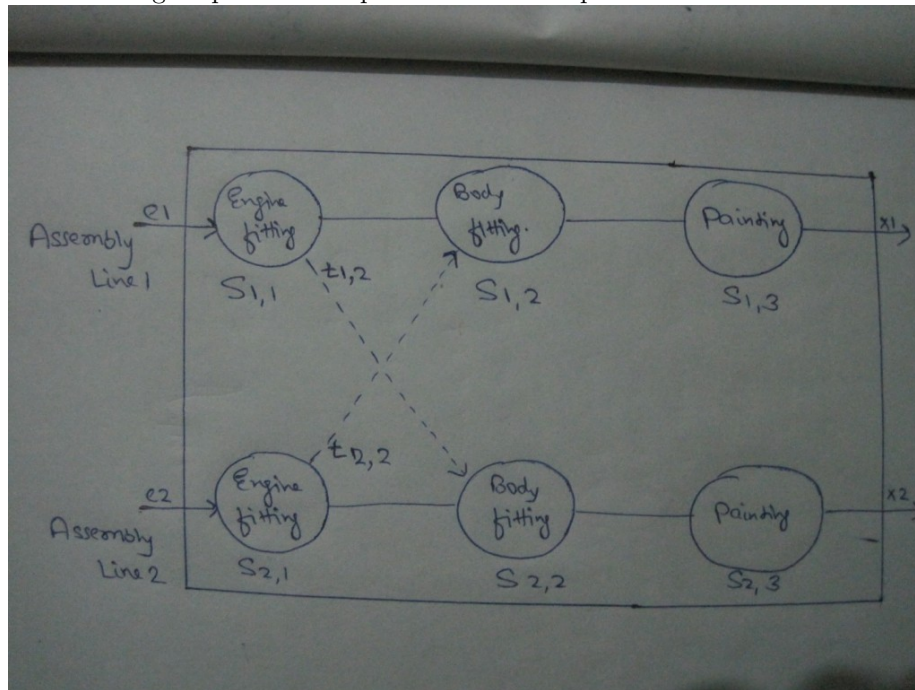 e1
Engine
fitting
Body
fitting.
Painting
x1
Assembly
Line 1
t1,2
S1,1
S1,2
S1,3
t2,2
e2
Engine
fitting
Body
fitting
Painting
x2
Assembly
Line 2
S2,1
S2,2
S2,3